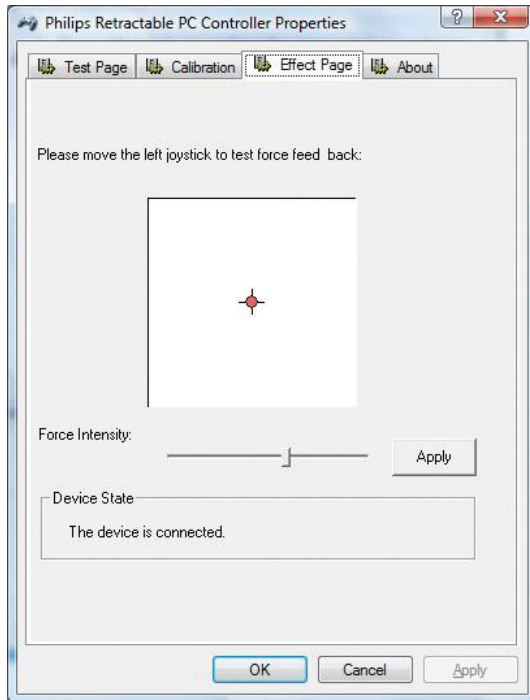 Philips Retractable PC Controller Properties
Test Page Calibration Effect Page About
Please move the left joystick to test force feed back:
Force Intensity:
Apply
Device State
The device is connected.
OK Cancel Apply